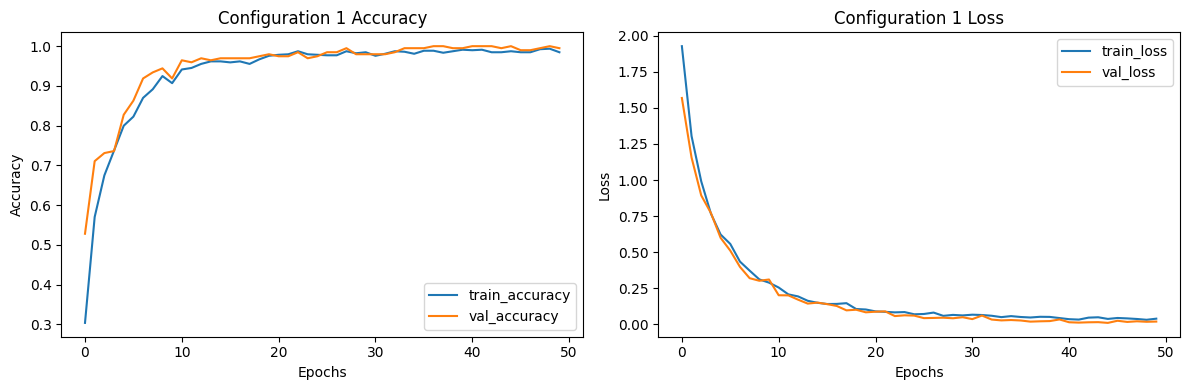 Configuration 1 Accuracy
1.0
0.9
0.8
0.7
0.6
0.5
0.4
0.3
Accuracy
train_accuracy
val_accuracy
0 10 20 30 40 50
Epochs
Configuration 1 Loss
2.00
1.75
1.50
1.25
1.00
0.75
0.50
0.25
0.00
Loss
train_loss
val_loss
0 10 20 30 40 50
Epochs